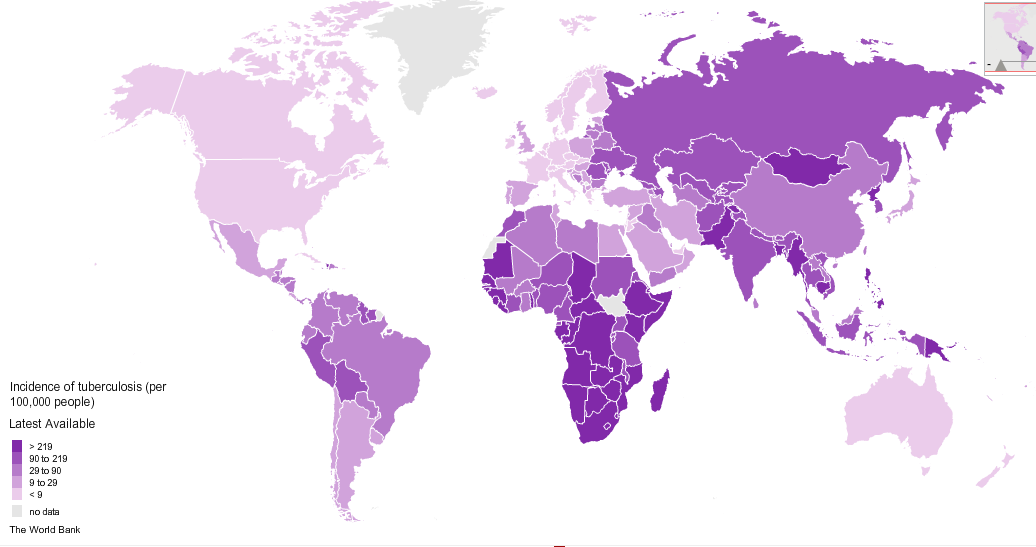 Incidence of tuberculosis (per
100,000 people)
Latest Available
> 219
90 to 219
29 to 90
9 to 29
< 9
no data
The World Bank